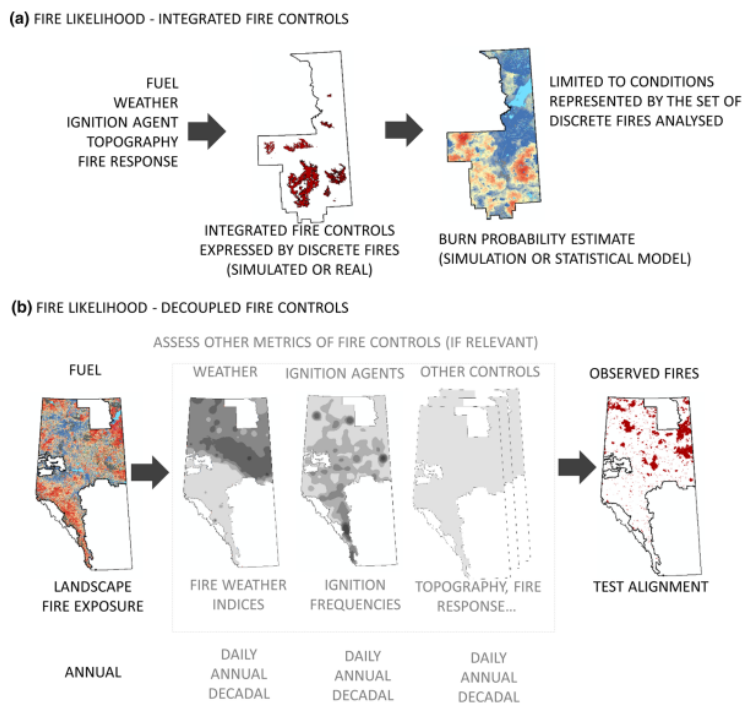 (a) FIRE LIKELIHOOD - INTEGRATED FIRE CONTROLS
FUEL
WEATHER
IGNITION AGENT
TOPOGRAPHY
FIRE RESPONSE
INTEGRATED FIRE CONTROLS
EXPRESSED BY DISCRETE FIRES
(SIMULATED OR REAL)
LIMITED TO CONDITIONS
REPRESENTED BY THE SET OF
DISCRETE FIRES ANALYSED
BURN PROBABILITY ESTIMATE
(SIMULATION OR STATISTICAL MODEL)
(b) FIRE LIKELIHOOD - DECOUPLED FIRE CONTROLS
ASSESS OTHER METRICS OF FIRE CONTROLS (IF RELEVANT)
FUEL
WEATHER
IGNITION AGENTS
OTHER CONTROLS
OBSERVED FIRES
LANDSCAPE
FIRE EXPOSURE
FIRE WEATHER
INDICES
IGNITION
FREQUENCIES
TOPOGRAPHY, FIRE
RESPONSE...
TEST ALIGNMENT
ANNUAL
DAILY
ANNUAL
DECADAL
DAILY
ANNUAL
DECADAL
DAILY
ANNUAL
DECADAL